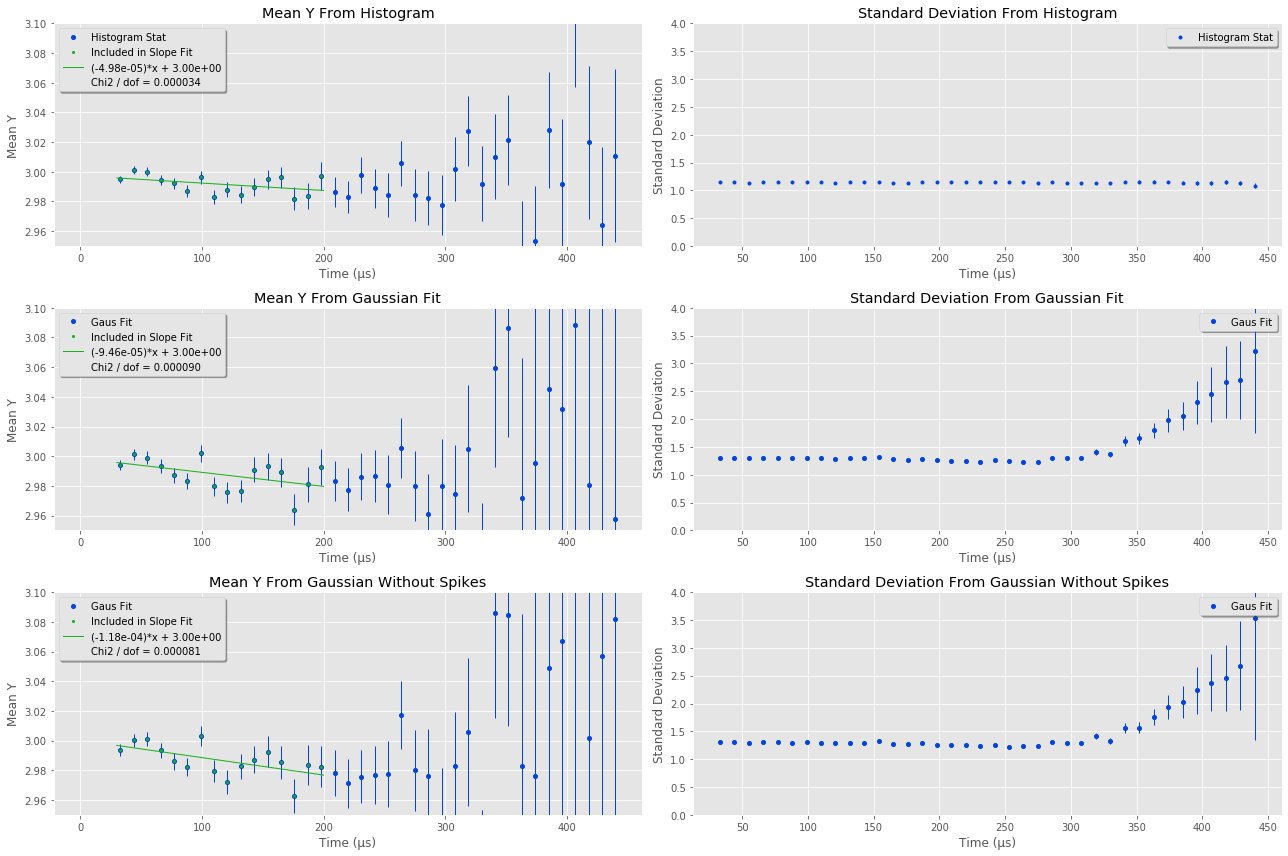 Mean Y From Histogram
3.10
3.08
3.06
3.04
3.02
3.00
2.98
2.96
Mean Y
Histogram Stat
Included in Slope Fit
(-4.98e-05)*x + 3.00e+00
Chi2 / dof = 0.000034
0 100 200 300 400
Time (μs)
Standard Deviation From Histogram
4.0
3.5
3.0
2.5
2.0
1.5
1.0
0.5
0.0
Standard Deviation
Histogram Stat
50 100 150 200 250 300 350 400 450
Time (μs)
Mean Y From Gaussian Fit
3.10
3.08
3.06
3.04
3.02
3.00
2.98
2.96
Mean Y
Gaus Fit
Included in Slope Fit
(-9.46e-05)*x + 3.00e+00
Chi2 / dof = 0.000090
0 100 200 300 400
Time (μs)
Standard Deviation From Gaussian Fit
4.0
3.5
3.0
2.5
2.0
1.5
1.0
0.5
0.0
Standard Deviation
Gaus Fit
50 100 150 200 250 300 350 400 450
Time (μs)
Mean Y From Gaussian Without Spikes
3.10
3.08
3.06
3.04
3.02
3.00
2.98
2.96
Mean Y
Gaus Fit
Included in Slope Fit
(-1.18e-04)*x + 3.00e+00
Chi2 / dof = 0.000081
0 100 200 300 400
Time (μs)
Standard Deviation From Gaussian Without Spikes
4.0
3.5
3.0
2.5
2.0
1.5
1.0
0.5
0.0
Standard Deviation
Gaus Fit
50 100 150 200 250 300 350 400 450
Time (μs)